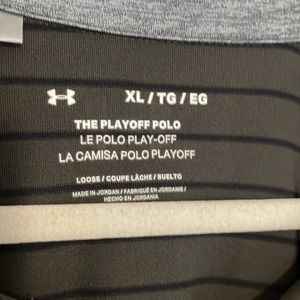 XL / TG / EG
THE PLAYOFF POLO
LE POLO PLAY-OFF
LA CAMISA POLO PLAYOFF
LOOSE / COUPE LÂCHE / SUELTO
MADE IN JORDAN / FABRIQUÉ EN JORDANIE /
HECHO EN JORDANIA